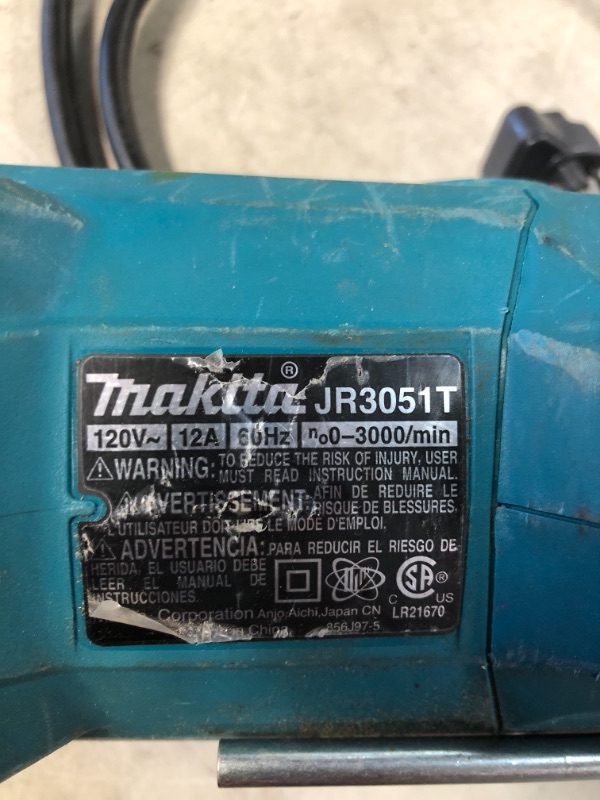 Makita® JR3051T
120V~ 12A 60Hz n₀0–3000/min
⚠WARNING: TO REDUCE THE RISK OF INJURY, USER
MUST READ INSTRUCTION MANUAL.
⚠AVERTISSEMENT: AFIN DE REDUIRE LE
RISQUE DE BLESSURES
L'UTILISATEUR DOIT LIRE LE MODE D'EMPLOI.
⚠ADVERTENCIA: PARA REDUCIR EL RIESGO DE
HERIDA, EL USUARIO DEBE
LEER EL MANUAL DE
INSTRUCCIONES.
SA® C US
Corporation Anjo,Aichi,Japan CN LR21670
China 856J97-5